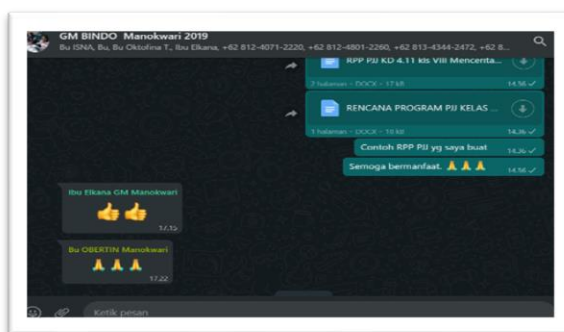 GM BINDO Manokwari 2019
Bu ISNA, Bu, Bu Oktofina T., Ibu Elkana, +62 812-4071-2220, +62 812-4801-2260, +62 813-4344-2472, +62 8...
RPP PJJ KD 4.11 kls VIII Mencerita...
2 halaman • DOCX • 17 kB 14.36
RENCANA PROGRAM PJJ KELAS ...
1 halaman • DOCX • 18 kB 14.36
Contoh RPP PJJ yg saya buat 14.36
Semoga bermanfaat. 🙏🙏🙏 14.36
Ibu Elkana GM Manokwari
👍👍
17.15
Bu OBERTIN Manokwari
🙏🙏🙏
17.22
Ketik pesan